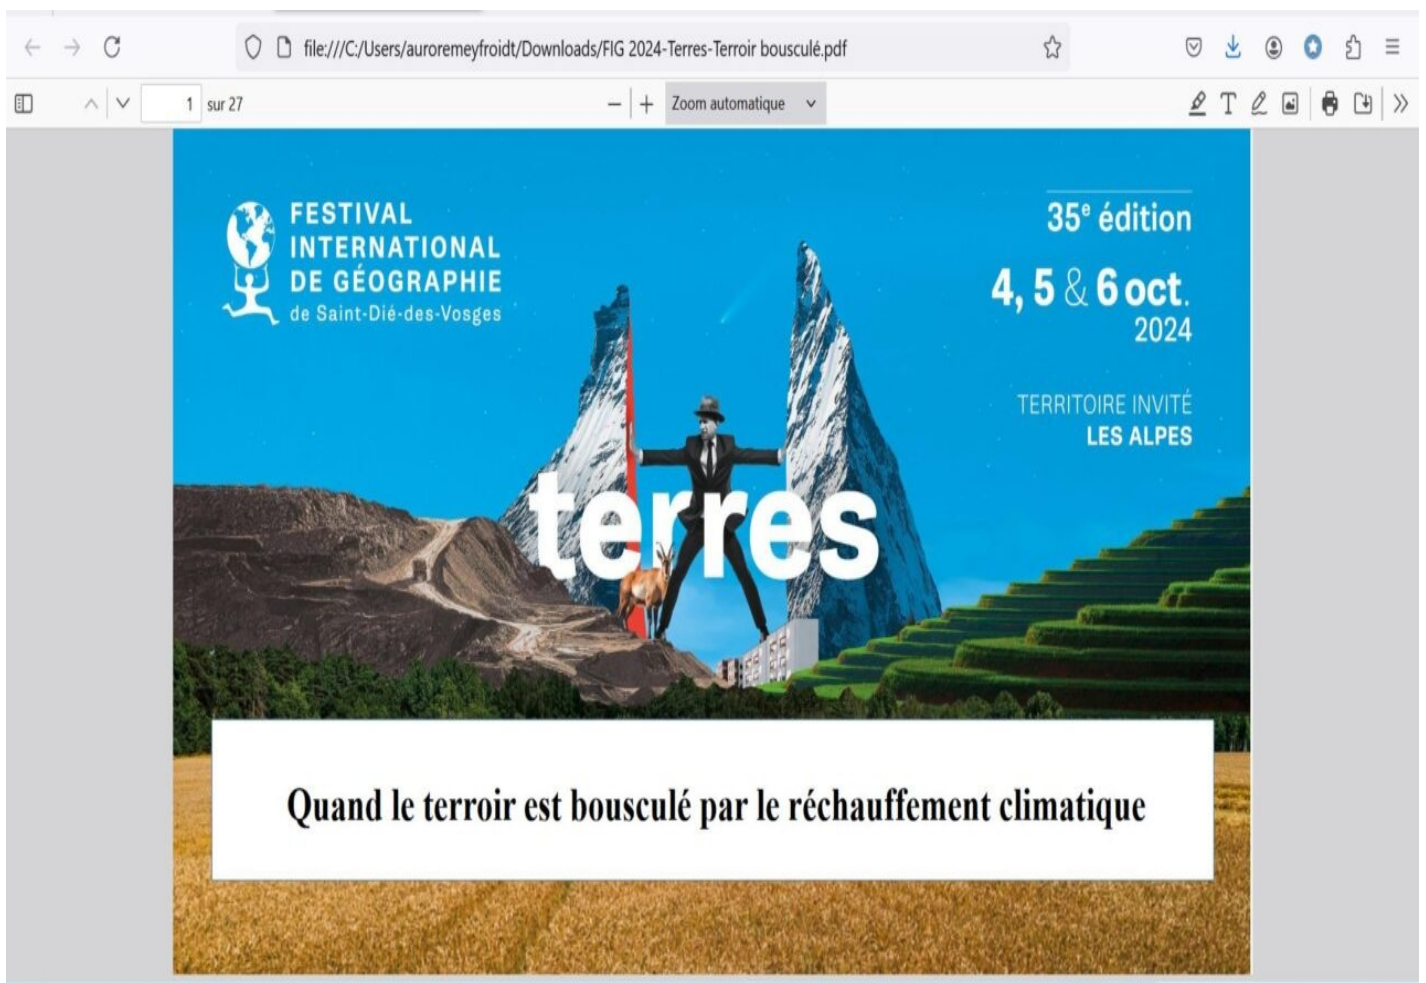 file:///C:/Users/auroremeyfroidt/Downloads/FIG 2024-Terres-Terroir bousculé.pdf
1 sur 27
Zoom automatique
FESTIVAL
INTERNATIONAL
DE GÉOGRAPHIE
de Saint-Dié-des-Vosges
35e édition
4, 5 & 6 oct.
2024
TERRITOIRE INVITÉ
LES ALPES
terres
Quand le terroir est bousculé par le réchauffement climatique